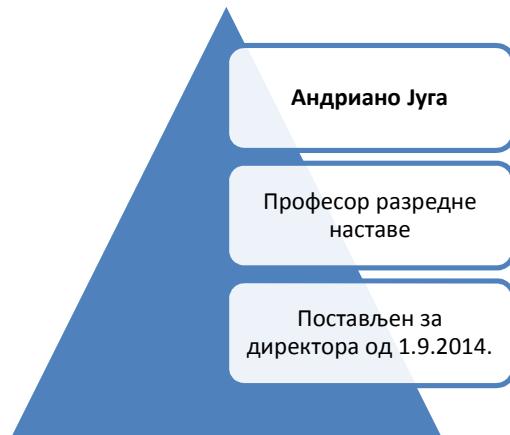 Андриано Југа
Професор разредне
наставе
Постављен за
директора од 1.9.2014.